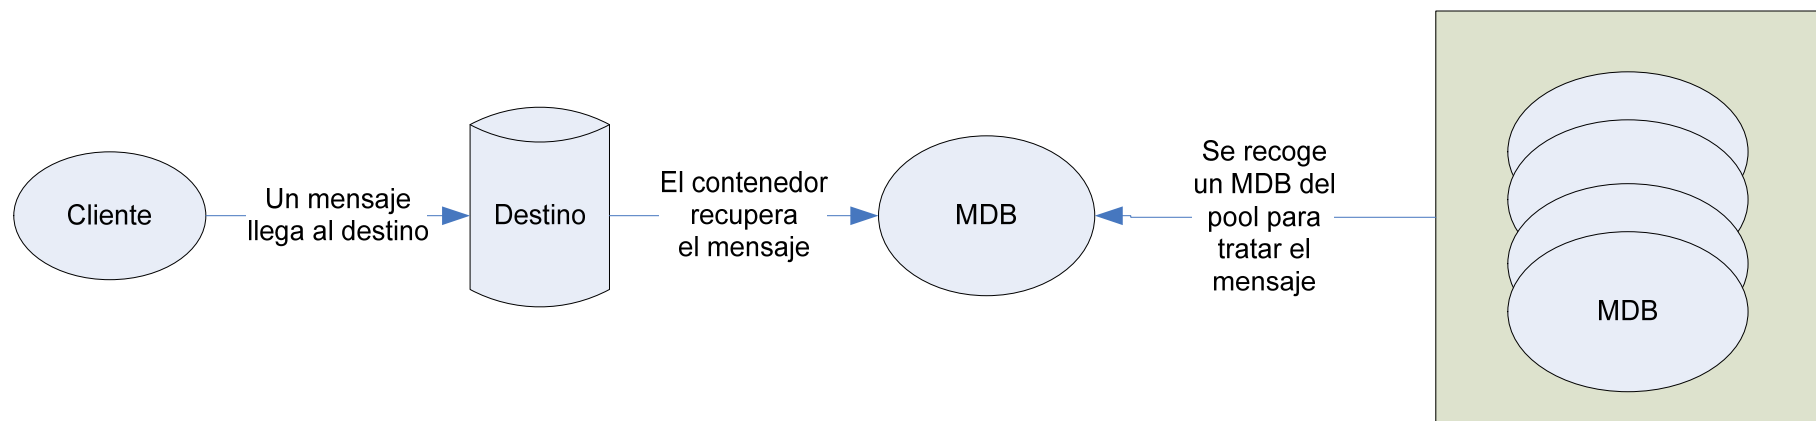 Cliente
Un mensaje
llega al destino
Destino
El contenedor
recupera
el mensaje
MDB
Se recoge
un MDB del
pool para
tratar el
mensaje
MDB